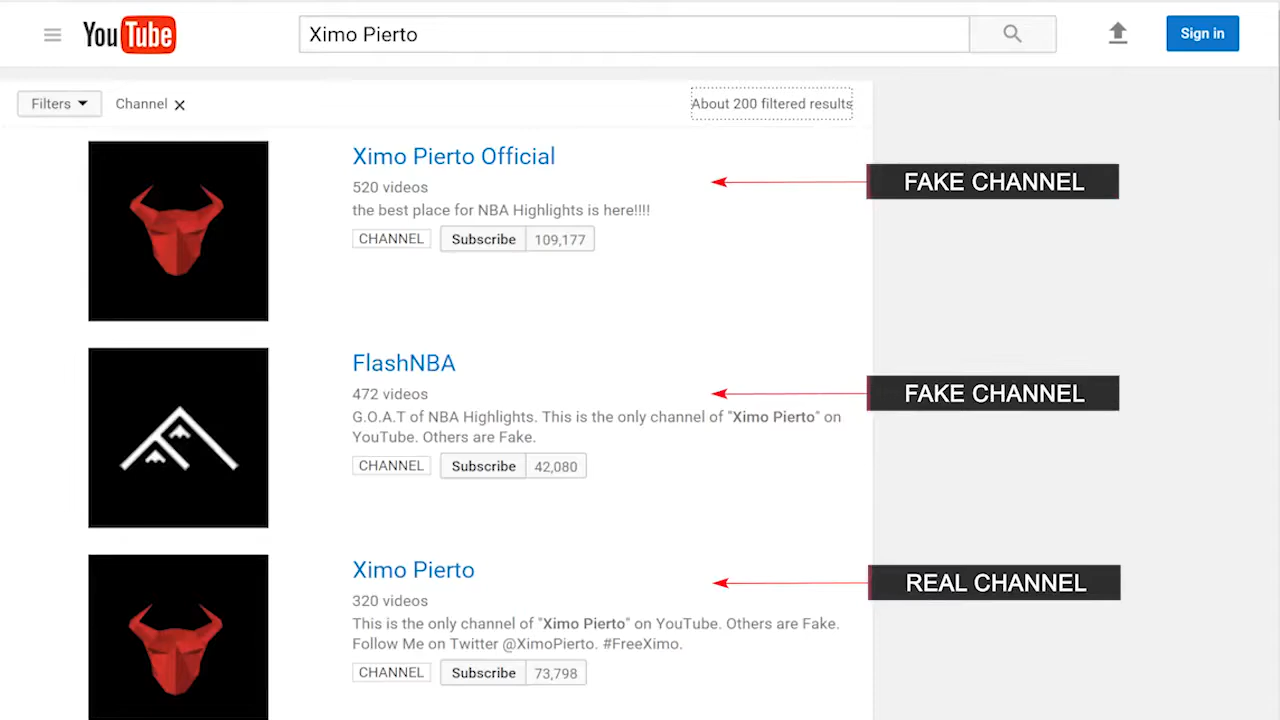 YouTube
Ximo Pierto
Sign in
Filters
Channel
About 200 filtered results
Ximo Pierto Official
520 videos
the best place for NBA Highlights is here!!!!
CHANNEL Subscribe 109,177
FAKE CHANNEL
FlashNBA
472 videos
G.O.A.T of NBA Highlights. This is the only channel of "Ximo Pierto" on
YouTube. Others are Fake.
CHANNEL Subscribe 42,080
FAKE CHANNEL
Ximo Pierto
320 videos
This is the only channel of "Ximo Pierto" on YouTube. Others are Fake.
Follow Me on Twitter @XimoPierto. #FreeXimo.
CHANNEL Subscribe 73,798
REAL CHANNEL